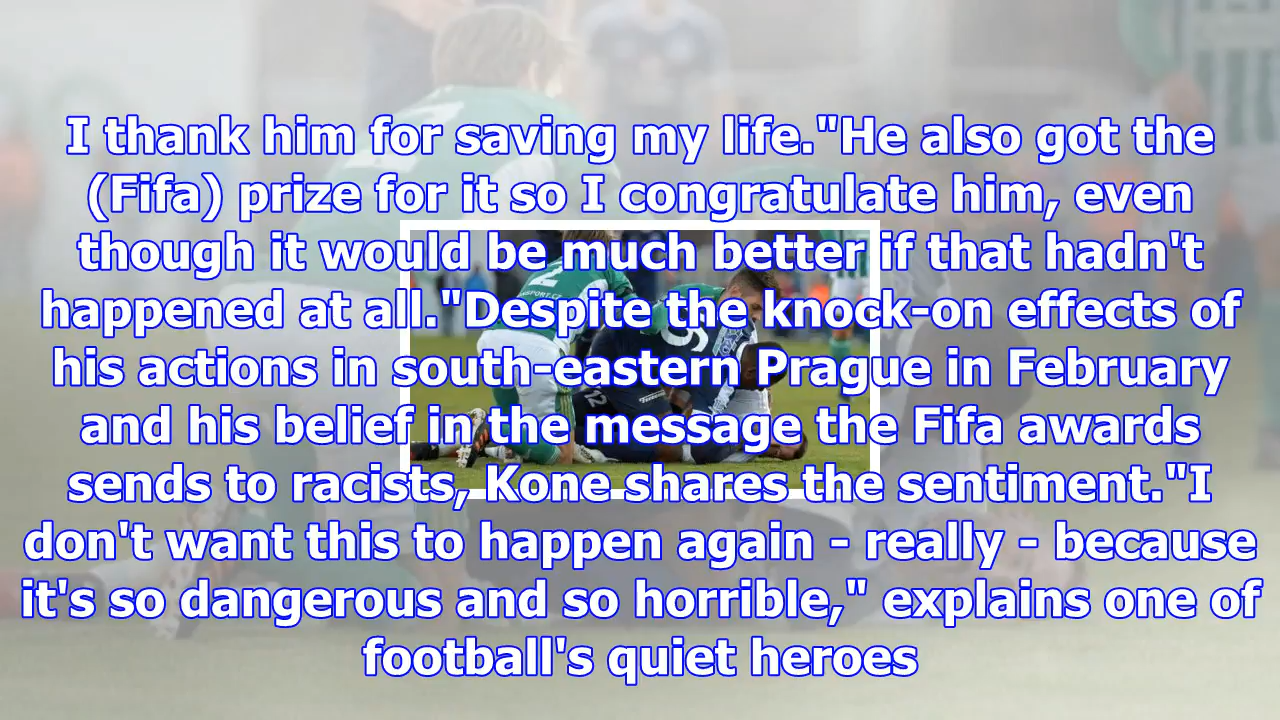 I thank him for saving my life."He also got the
(Fifa) prize for it so I congratulate him, even
though it would be much better if that hadn't
happened at all."Despite the knock-on effects of
his actions in south-eastern Prague in February
and his belief in the message the Fifa awards
sends to racists, Kone shares the sentiment."I
don't want this to happen again - really - because
it's so dangerous and so horrible," explains one of
football's quiet heroes
9
12